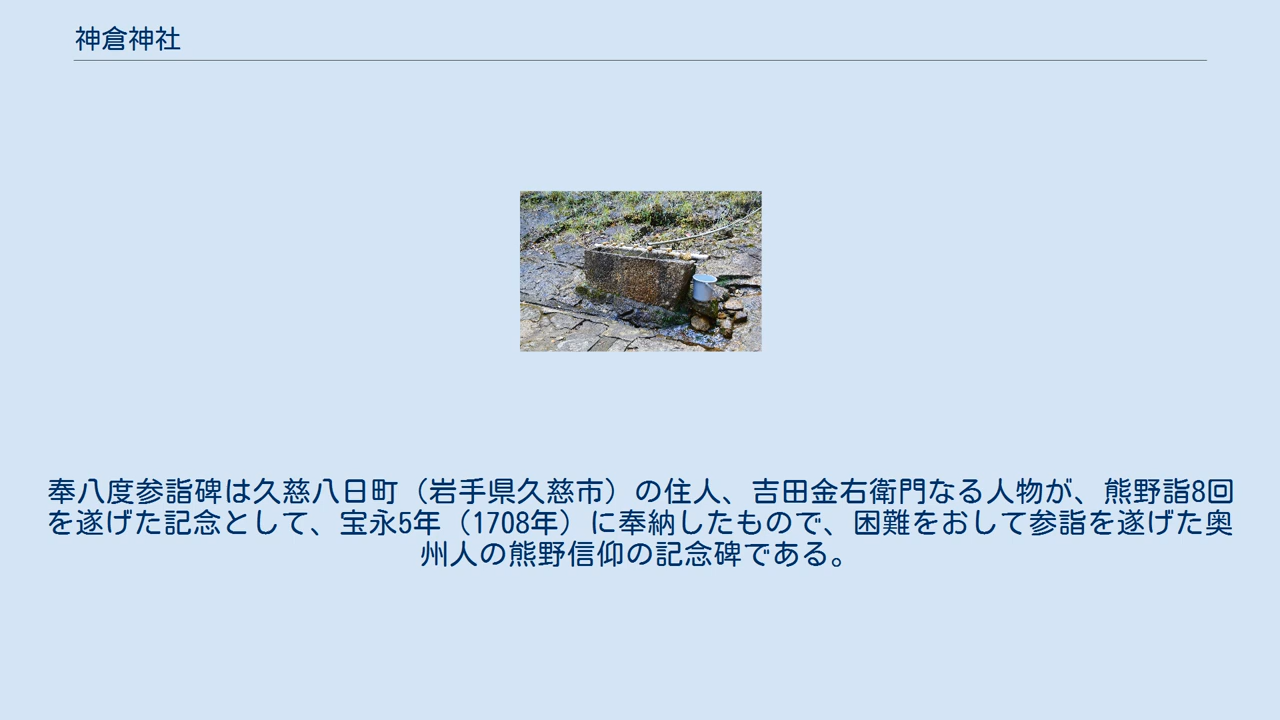 神倉神社
奉八度参詣碑は久慈八日町（岩手県久慈市）の住人、吉田金右衛門なる人物が、熊野詣8回
を遂げた記念として、宝永5年（1708年）に奉納したもので、困難をおして参詣を遂げた奥
州人の熊野信仰の記念碑である。